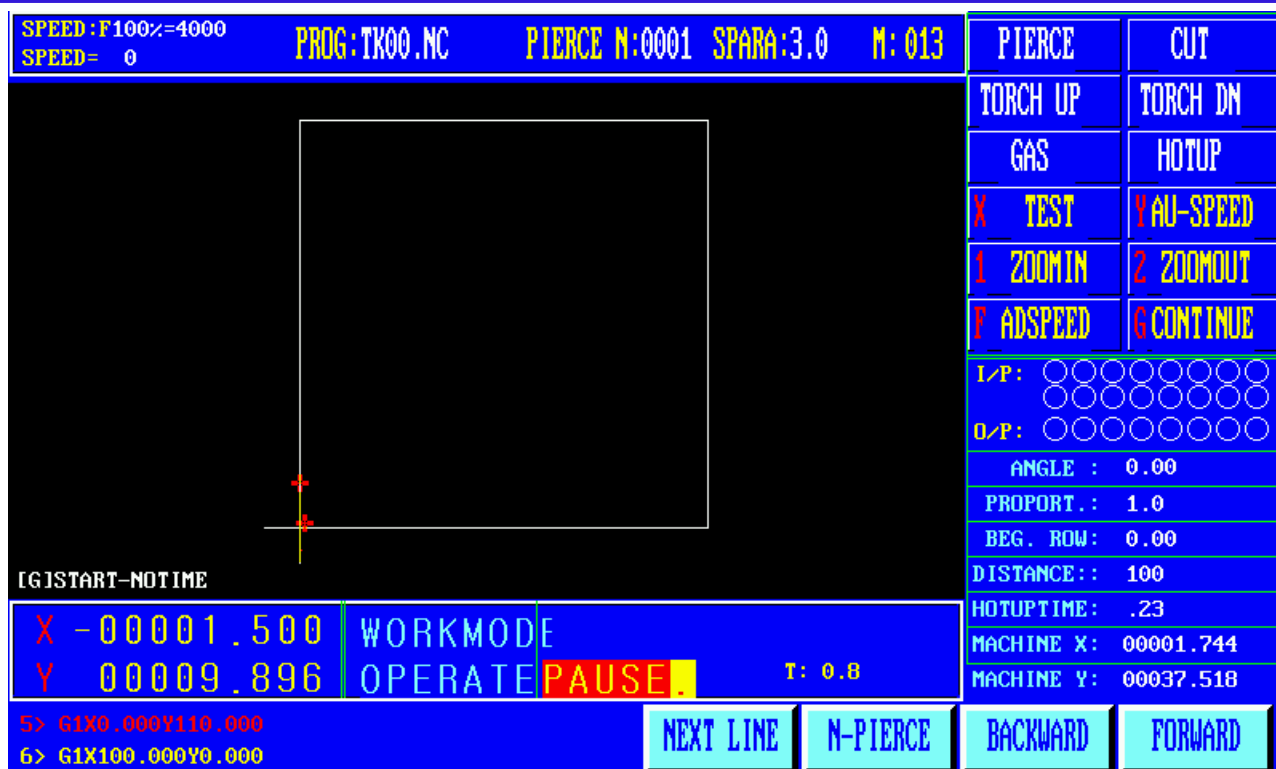 SPEED:F100%=4000
SPEED= 0
PROG:TK00.NC PIERCE N:0001 SPARA:3.0 M:013
PIERCE CUT
TORCH UP TORCH DN
GAS HOTUP
X TEST Y AU-SPEED
1 ZOOMIN 2 ZOOMOUT
F ADSPEED G CONTINUE
I/P:
O/P:
ANGLE : 0.00
PROPORT.: 1.0
BEG. ROW: 0.00
DISTANCE:: 100
HOTUPTIME: .23
MACHINE X: 00001.744
MACHINE Y: 00037.518
[G]START-NOTIME
X -00001.500 WORKMODE
Y 00009.896 OPERATE PAUSE. T: 0.8
5> G1X0.000Y110.000
6> G1X100.000Y0.000
NEXT LINE N-PIERCE BACKWARD FORWARD